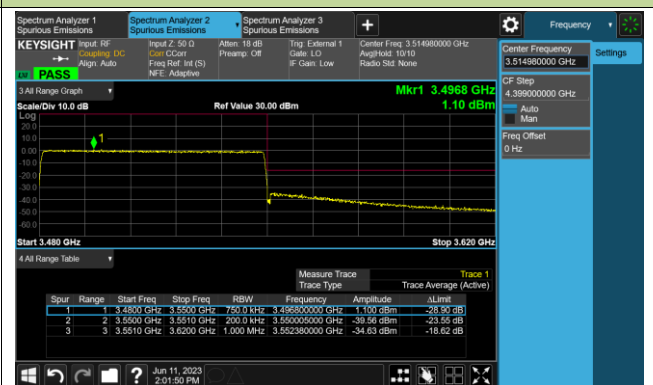 Spectrum Analyzer 1
Spurious Emissions
Spectrum Analyzer 2
Spurious Emissions
Spectrum Analyzer 3
Spurious Emissions
+
Frequency
KEYSIGHT
Input: RF
Coupling: DC
Align: Auto
Input Z: 50 Ω
Corr CCorr
Freq Ref: Int (S)
NFE: Adaptive
Atten: 18 dB
Preamp: Off
Trig: External 1
Gate: LO
IF Gain: Low
Center Freq: 3.514980000 GHz
Avg|Hold: 10/10
Radio Std: None
PASS
Center Frequency
3.514980000 GHz
Settings
CF Step
4.399000000 GHz
Auto
Man
Freq Offset
0 Hz
3 All Range Graph
Mkr1 3.4968 GHz
Scale/Div 10.0 dB
Ref Value 30.00 dBm
1.10 dBm
Log
20.0
10.0
0.00
-10.0
-20.0
-30.0
-40.0
-50.0
-60.0
1
Start 3.480 GHz
Stop 3.620 GHz
4 All Range Table
Measure Trace Trace 1
Trace Type Trace Average (Active)
Spur Range Start Freq Stop Freq RBW Frequency Amplitude ΔLimit
1 1 3.4800 GHz 3.5500 GHz 750.0 kHz 3.496800000 GHz 1.100 dBm -28.90 dB
2 2 3.5500 GHz 3.5510 GHz 200.0 kHz 3.550005000 GHz -39.56 dBm -23.55 dB
3 3 3.5510 GHz 3.6200 GHz 1.000 MHz 3.552380000 GHz -34.63 dBm -18.62 dB
?
Jun 11, 2023
2:01:50 PM